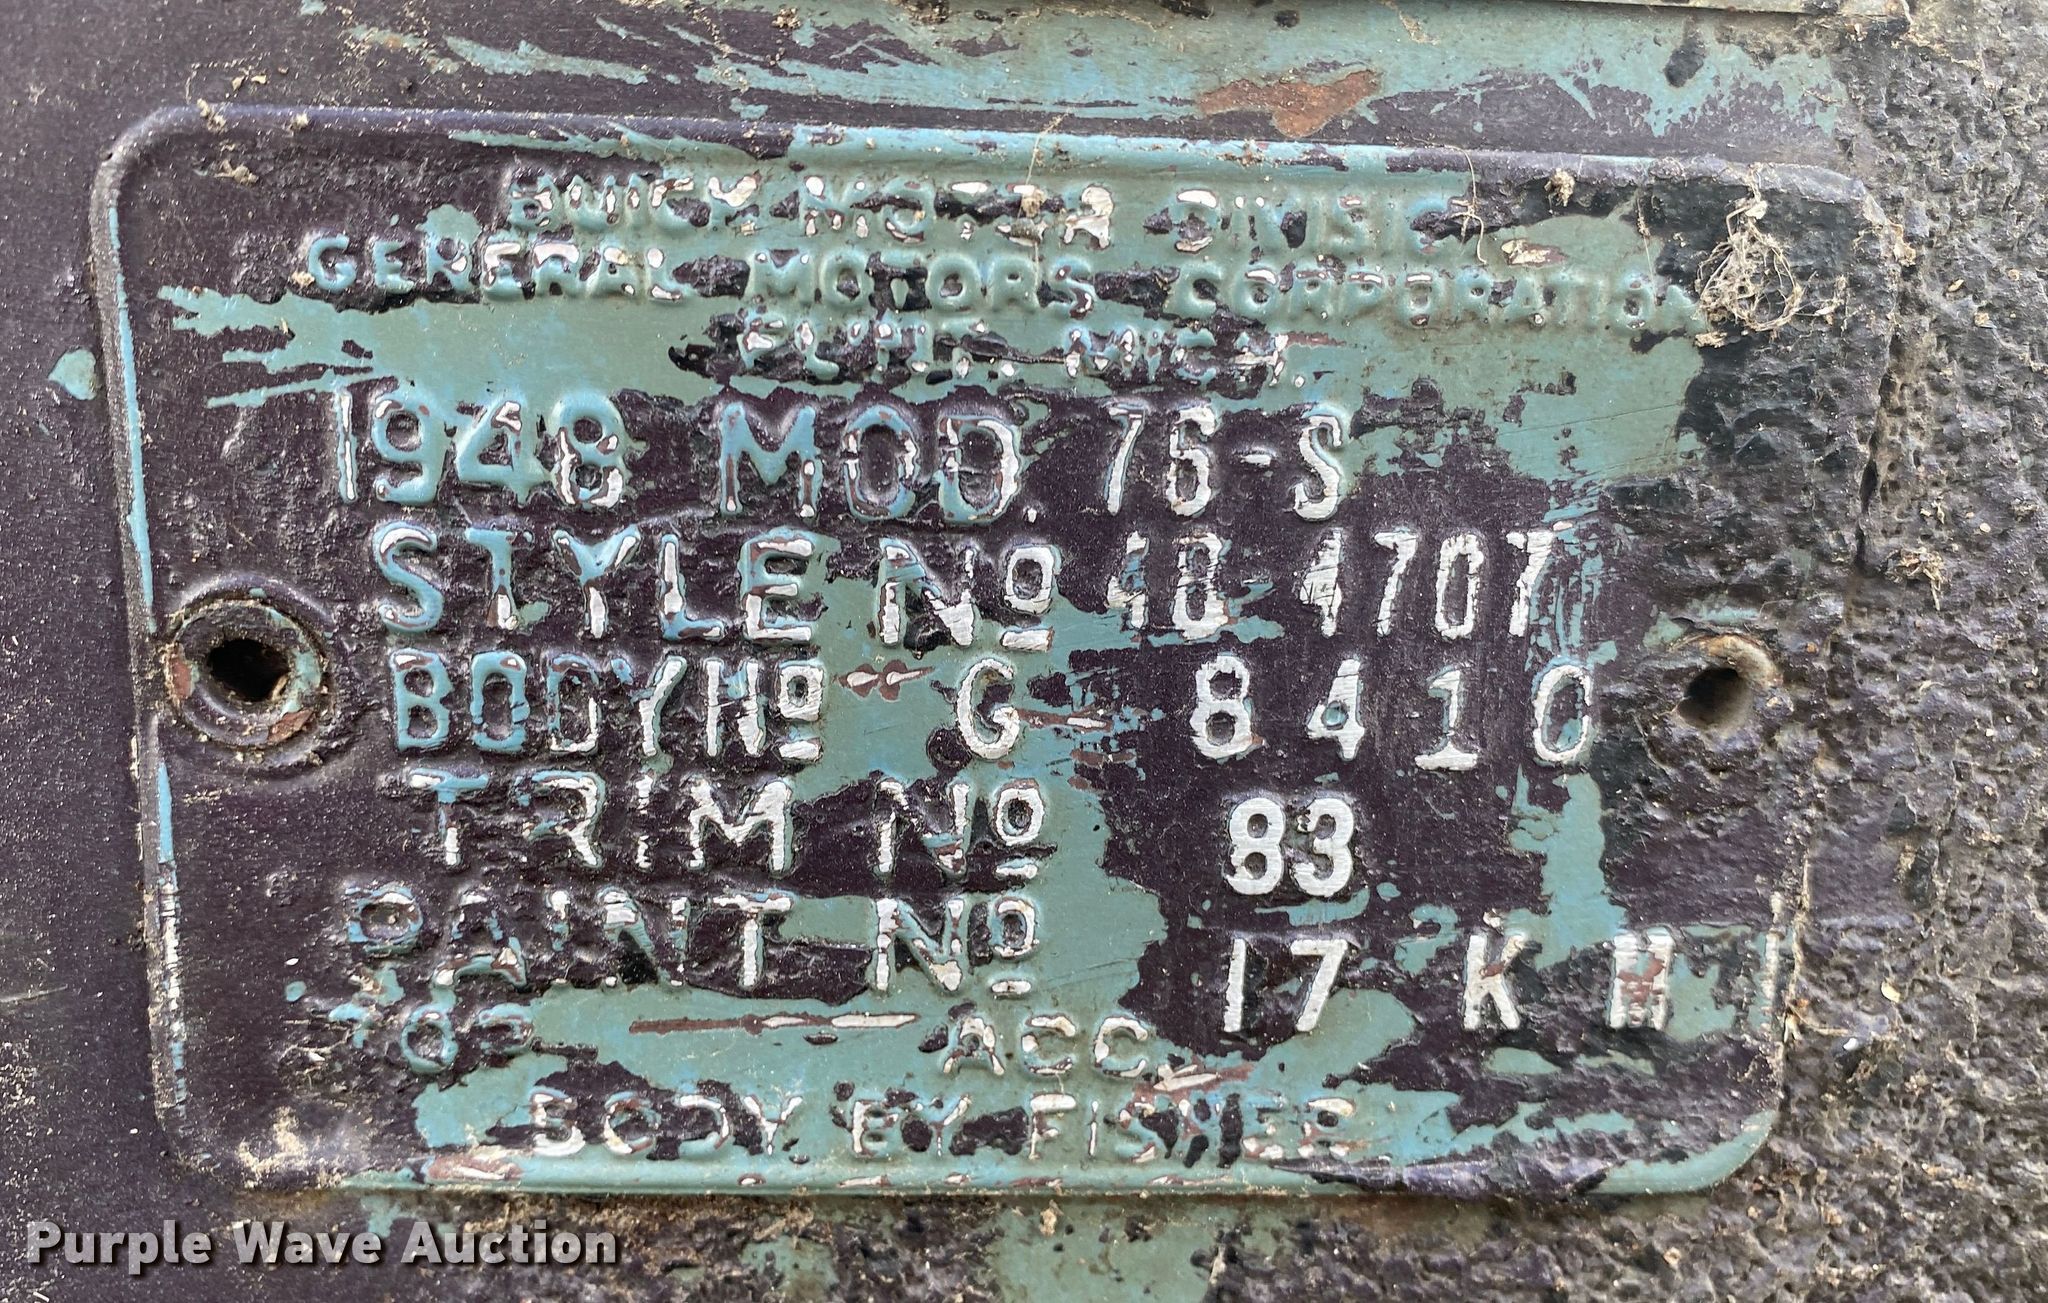 BUICK MOTOR DIVISION
GENERAL MOTORS CORPORATION
FLINT. MICH.
1948 MOD. 76-S
STYLE No 48 4707
BODY No G 8410
TRIM No 83
PAINT No 17 K H
TOP ACC.
BODY BY FISHER
Purple Wave Auction